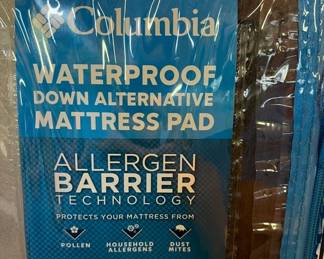 Columbia
WATERPROOF
DOWN ALTERNATIVE
MATTRESS PAD
ALLERGEN
BARRIER
TECHNOLOGY
PROTECTS YOUR MATTRESS FROM
POLLEN
HOUSEHOLD ALLERGENS
DUST MITES